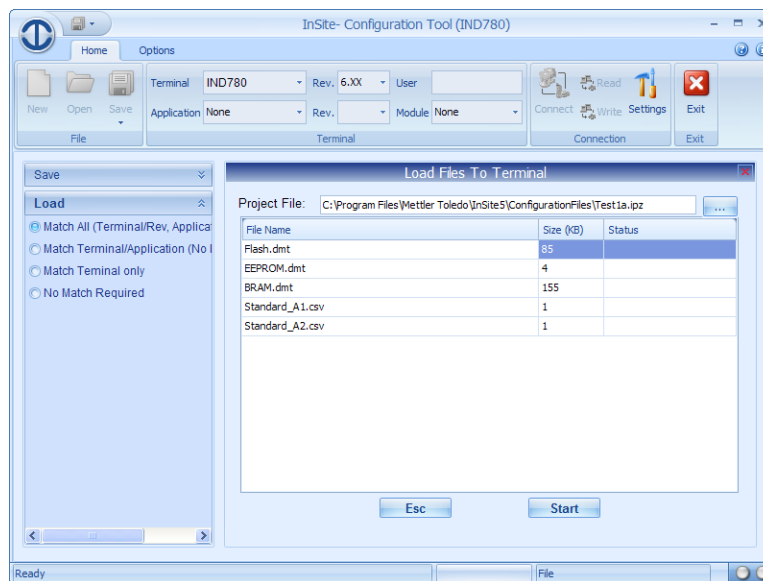 InSite- Configuration Tool (IND780)
Home Options
Terminal IND780 Rev. 6.XX User
New Open Save Application None Rev. Module None Connect Read Write Settings Exit
File Terminal Connection Exit
Save
Load
Match All (Terminal/Rev, Applica
Match Terminal/Application (No
Match Teminal only
No Match Required
Load Files To Terminal
Project File: C:\Program Files\Mettler Toledo\InSite5\ConfigurationFiles\Test1a.ipz ...
File Name Size (KB) Status
Flash.dmt 85
EEPROM.dmt 4
BRAM.dmt 155
Standard_A1.csv 1
Standard_A2.csv 1
Esc Start
Ready File